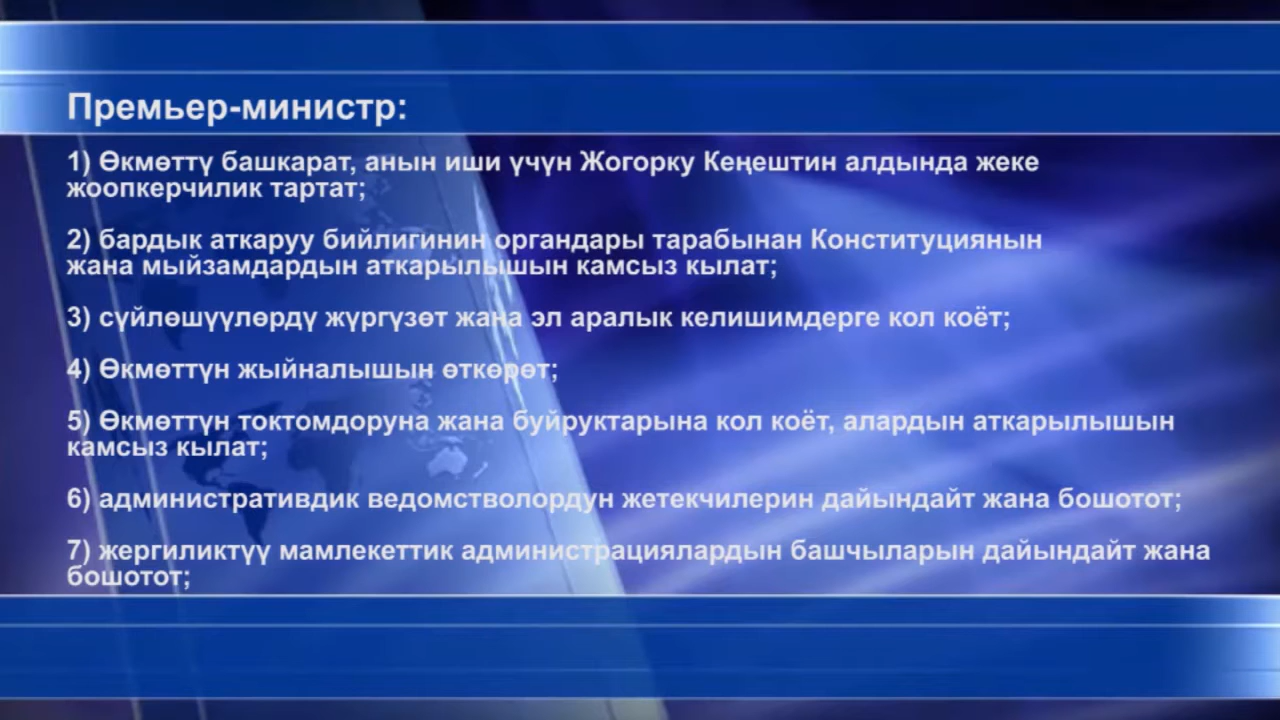 Премьер-министр:
1) Өкмөттү башкарат, анын иши үчүн Жогорку Кеңештин алдында жеке
жоопкерчилик тартат;
2) бардык аткаруу бийлигинин органдары тарабынан Конституциянын
жана мыйзамдардын аткарылышын камсыз кылат;
3) сүйлөшүүлөрдү жүргүзөт жана эл аралык келишимдерге кол коёт;
4) Өкмөттүн жыйналышын өткөрөт;
5) Өкмөттүн токтомдоруна жана буйруктарына кол коёт, алардын аткарылышын
камсыз кылат;
6) административдик ведомстволордун жетекчилерин дайындайт жана бошотот;
7) жергиликтүү мамлекеттик администрациялардын башчыларын дайындайт жана
бошотот;